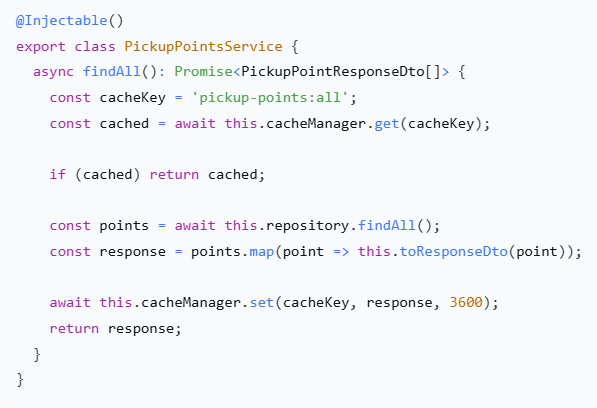 @Injectable()
export class PickupPointsService {
  async findAll(): Promise<PickupPointResponseDto[]> {
    const cacheKey = 'pickup-points:all';
    const cached = await this.cacheManager.get(cacheKey);

    if (cached) return cached;

    const points = await this.repository.findAll();
    const response = points.map(point => this.toResponseDto(point));

    await this.cacheManager.set(cacheKey, response, 3600);
    return response;
  }
}